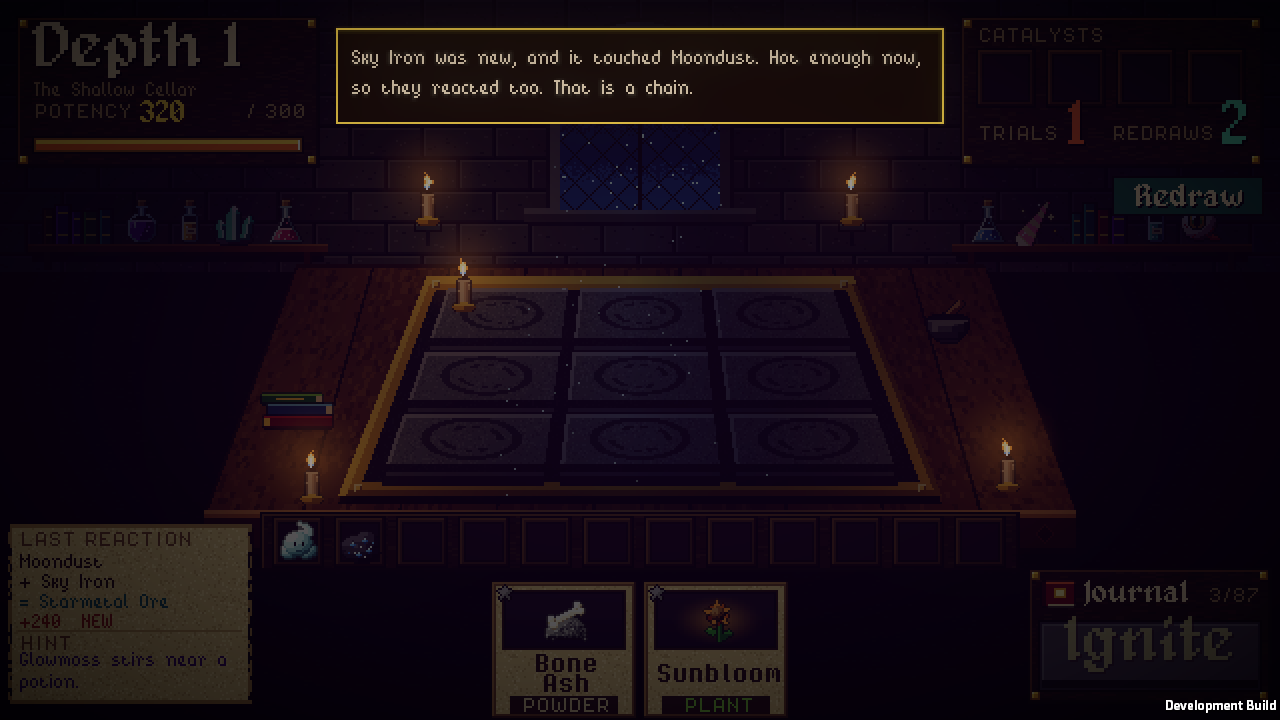 Depth 1
The Shallow Cellar
POTENCY 320 / 300
Sky Iron was new, and it touched Moondust. Hot enough now,
so they reacted too. That is a chain.
CATALYSTS
TRIALS 1 REDRAWS 2
Redraw
LAST REACTION
Moondust
+ Sky Iron
= Starmetal Ore
+240 NEW
HINT
Glowmoss stirs near a
potion.
Bone
Ash
POWDER
Sunbloom
PLANT
Journal 3/87
Ignite
Development Build